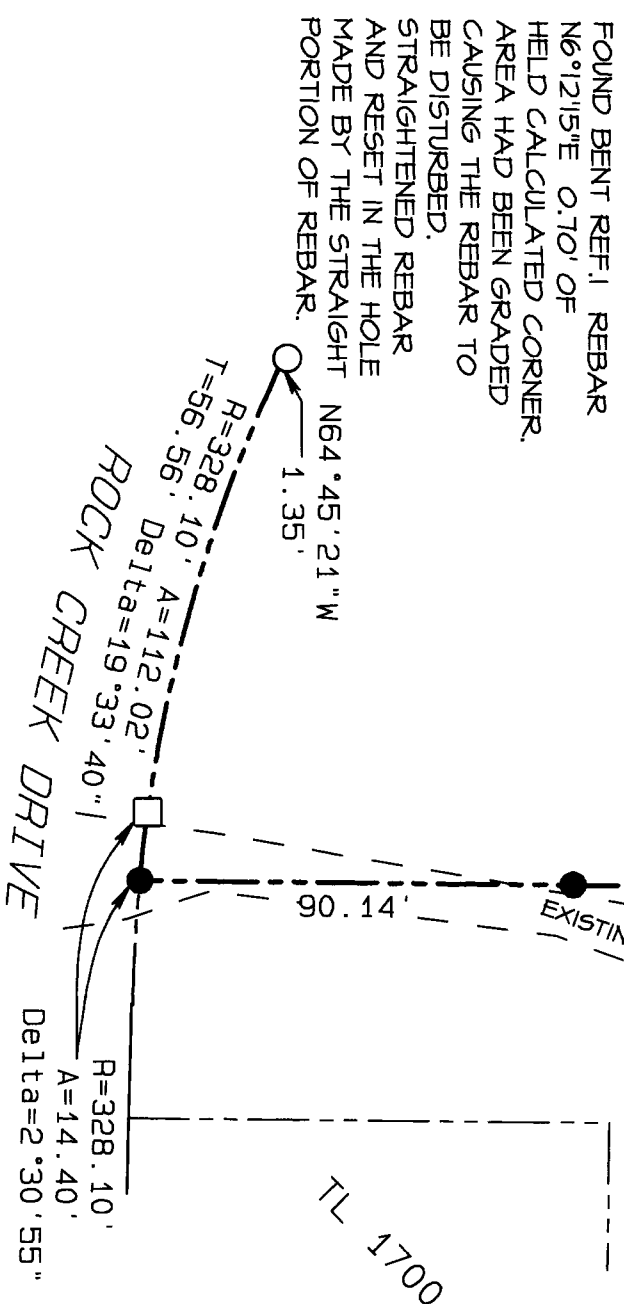 FOUND BENT REF.1 REBAR
N6°12'15"E 0.70' OF
HELD CALCULATED CORNER.
AREA HAD BEEN GRADED
CAUSING THE REBAR TO
BE DISTURBED.
STRAIGHTENED REBAR
AND RESET IN THE HOLE
MADE BY THE STRAIGHT
PORTION OF REBAR.
N64°45'21"W
1.35'
R=328.10' A=112.02'
T=56.56' Delta=19°33'40"
ROCK CREEK DRIVE
90.14'
EXISTIN
R=328.10'
A=14.40'
Delta=2°30'55"
TL 1700